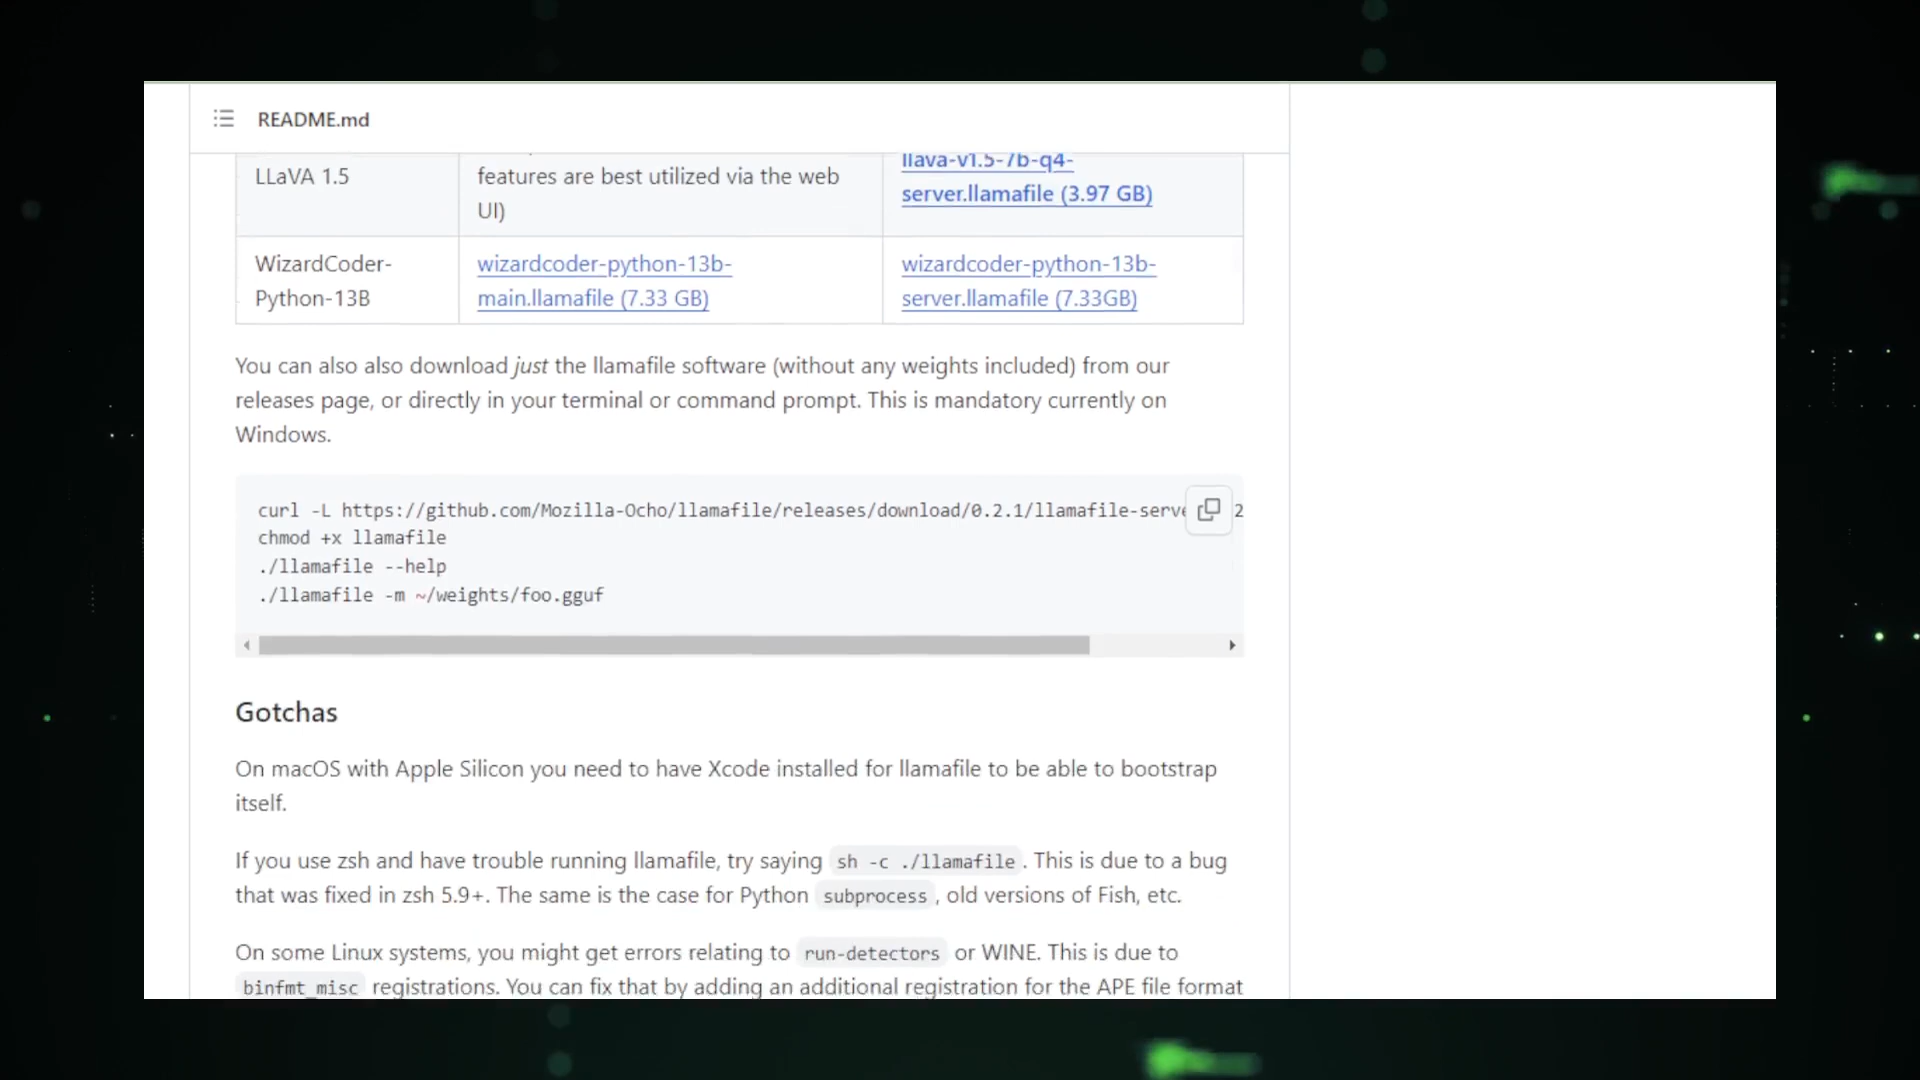 README.md
LLaVA 1.5
features are best utilized via the web
UI)
llava-v1.5-7b-q4-
server.llamafile (3.97 GB)
WizardCoder-
Python-13B
wizardcoder-python-13b-
main.llamafile (7.33 GB)
wizardcoder-python-13b-
server.llamafile (7.33GB)
You can also also download just the llamafile software (without any weights included) from our
releases page, or directly in your terminal or command prompt. This is mandatory currently on
Windows.
curl -L https://github.com/Mozilla-Ocho/llamafile/releases/download/0.2.1/llamafile-serve 2
chmod +x llamafile
./llamafile --help
./llamafile -m ~/weights/foo.gguf
Gotchas
On macOS with Apple Silicon you need to have Xcode installed for llamafile to be able to bootstrap
itself.
If you use zsh and have trouble running llamafile, try saying sh -c ./llamafile. This is due to a bug
that was fixed in zsh 5.9+. The same is the case for Python subprocess, old versions of Fish, etc.
On some Linux systems, you might get errors relating to run-detectors or WINE. This is due to
binfmt_misc registrations. You can fix that by adding an additional registration for the APE file format